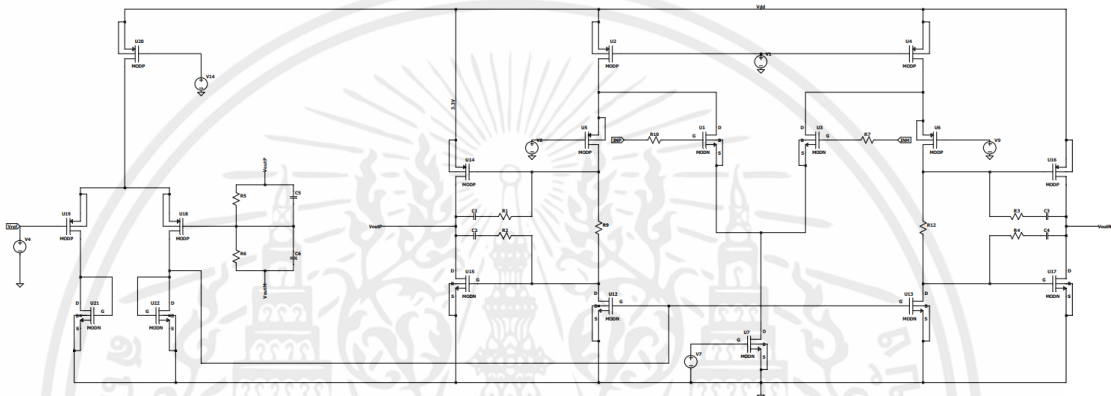 Vdd
U20
MODP
V14
U2
MODP
V1
U4
MODP
3.3V
U14
MODP
V6
U5
MODP
INP
R10
G
U1
D
S
MODN
U3
D
G
S
MODN
R7
INN
U6
MODP
V9
U16
MODP
Vref
V4
U19
MODP
U18
MODP
VoutP
R5
C5
R6
C6
VoutN
VoutP
C1
R1
C2
R2
R9
R12
R3
C3
R4
C4
VoutN
D
U21
G
S
MODN
U22
D
G
S
MODN
D
U15
G
S
MODN
D
U12
G
S
MODN
V7
G
U7
D
S
MODN
D
U13
G
S
MODN
D
U17
G
S
MODN